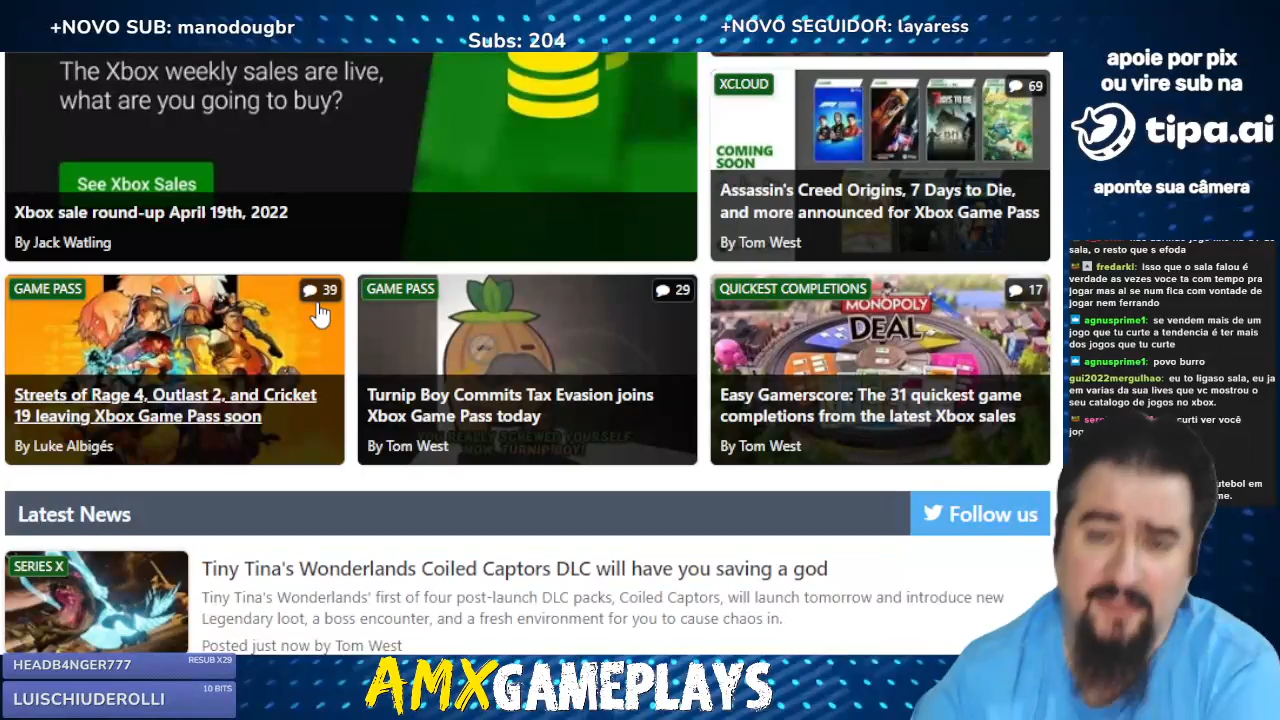 +NOVO SUB: manodougbr
Subs: 204
+NOVO SEGUIDOR: layaress
The Xbox weekly sales are live,
what are you going to buy?
See Xbox Sales
Xbox sale round-up April 19th, 2022
By Jack Watling
XCLOUD
69
COMING
SOON
Assassin's Creed Origins, 7 Days to Die,
and more announced for Xbox Game Pass
By Tom West
GAME PASS
39
Streets of Rage 4, Outlast 2, and Cricket
19 leaving Xbox Game Pass soon
By Luke Albigés
GAME PASS
29
Turnip Boy Commits Tax Evasion joins
Xbox Game Pass today
By Tom West
QUICKEST COMPLETIONS
17
MONOPOLY
DEAL
Easy Gamerscore: The 31 quickest game
completions from the latest Xbox sales
By Tom West
Latest News
Follow us
SERIES X
Tiny Tina's Wonderlands Coiled Captors DLC will have you saving a god
Tiny Tina's Wonderlands' first of four post-launch DLC packs, Coiled Captors, will launch tomorrow and introduce new
Legendary loot, a boss encounter, and a fresh environment for you to cause chaos in.
Posted just now by Tom West
apoie por pix
ou vire sub na
tipa.ai
aponte sua câmera
sala, o resto que s efoda
fredarki: isso que o sala falou é
verdade as vezes ta com tempo pra
jogar mas aí se num fica com vontade de
jogar nem ferrando
agnusprime1: se vendem mais de um
jogo que tu curte a tendencia é ter mais
dos jogos que tu curte
agnusprime1: povo burro
gui2022mergulhao: eu to ligaso sala, eu ja
em varias da sua lives que vc mostrou o
seu catalogo de jogos no xbox.
curti ver você
HEADB4NGER777
RESUB X29
LUISCHIUDEROLLI
10 BITS
AMXGAMEPLAYS